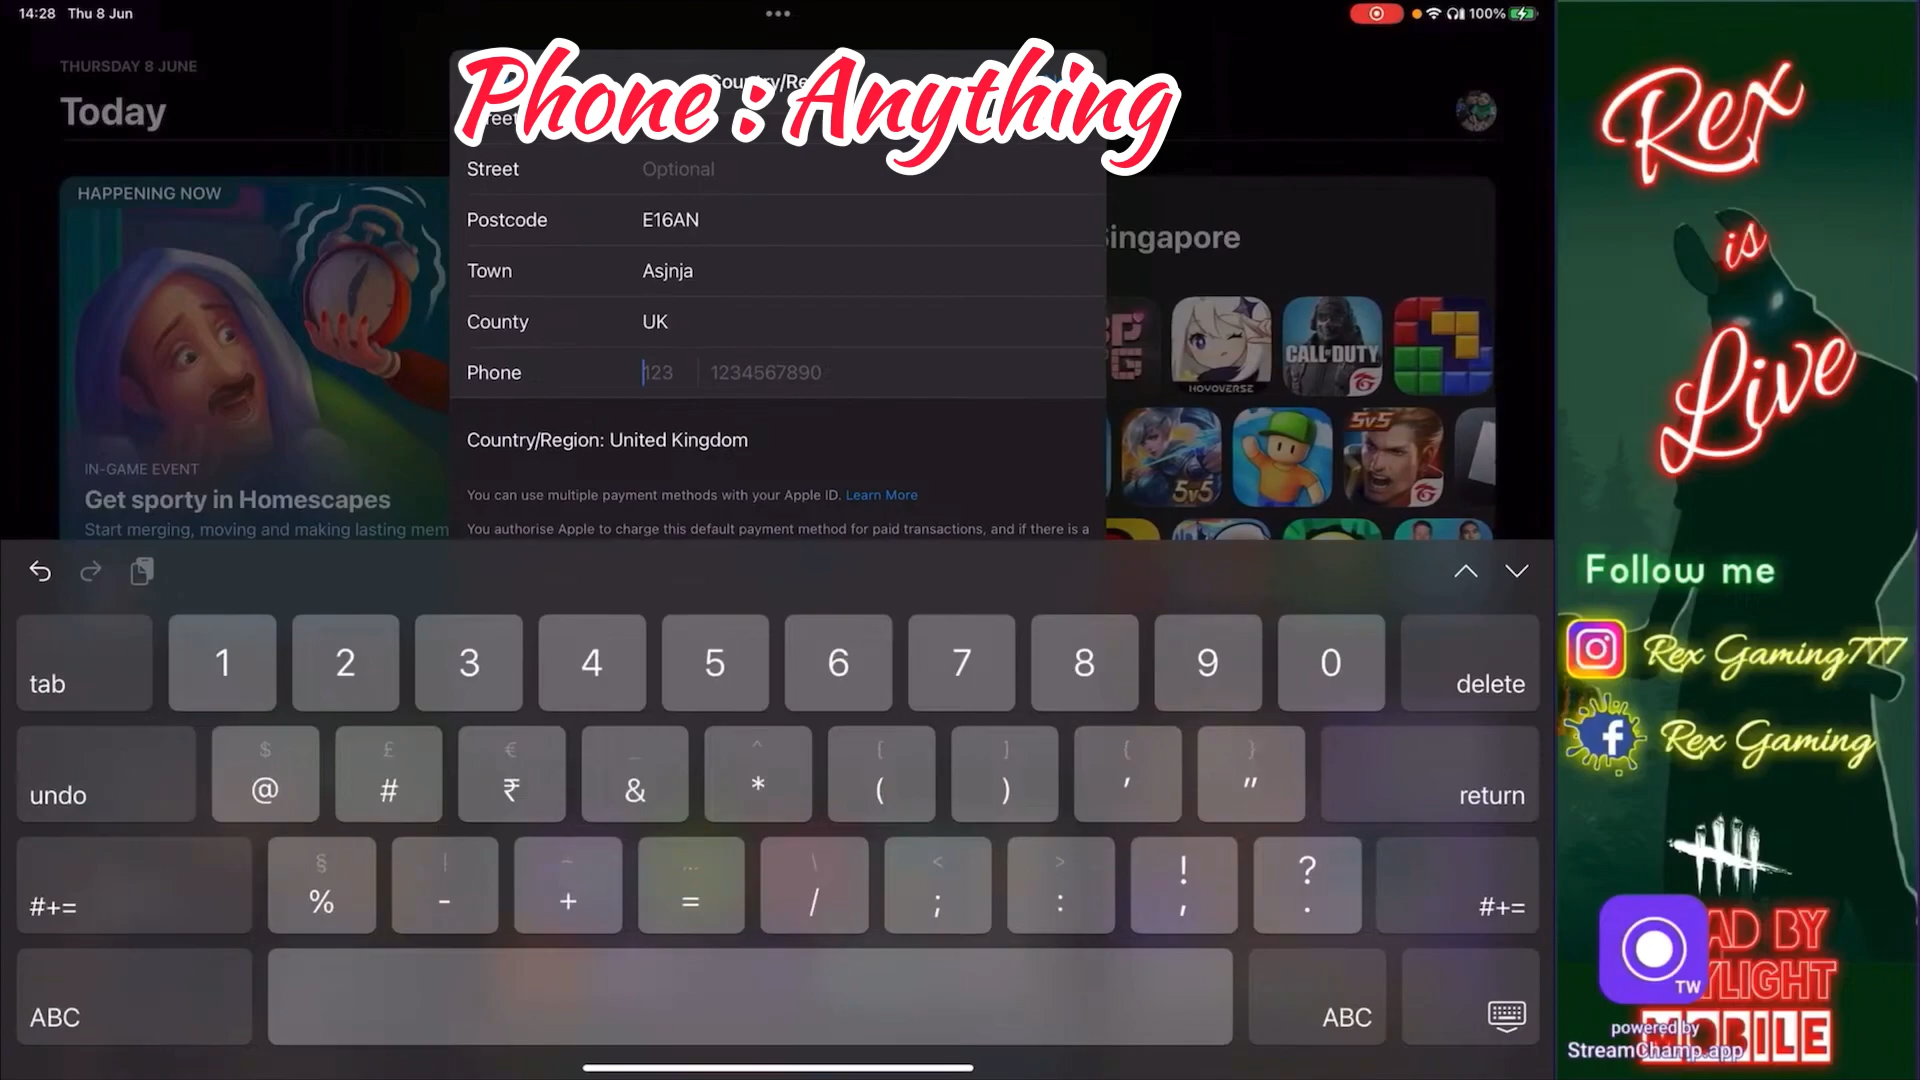 14:28 Thu 8 Jun
100%
THURSDAY 8 JUNE
Today
Phone : Anything
Street Optional
Postcode E16AN
Town Asjnja
County UK
Phone 123 1234567890
Country/Region: United Kingdom
You can use multiple payment methods with your Apple ID. Learn More
You authorise Apple to charge this default payment method for paid transactions, and if there is a
HAPPENING NOW
IN-GAME EVENT
Get sporty in Homescapes
Start merging, moving and making lasting mem
ingapore
HOYOVERSE
CALL OF DUTY
5v5
5V5
tab 1 2 3 4 5 6 7 8 9 0 delete
$ £ € _ ^ [ ] { }
undo @ # ₹ & * ( ) ' " return
§ | ~ … \ < > ! ?
#+= % - + = / ; : , . #+=
ABC ABC
Rex
is
Live
Follow me
Rex Gaming777
Rex Gaming
AD BY
YLIGHT
MOBILE
TW
powered by
StreamChamp.app